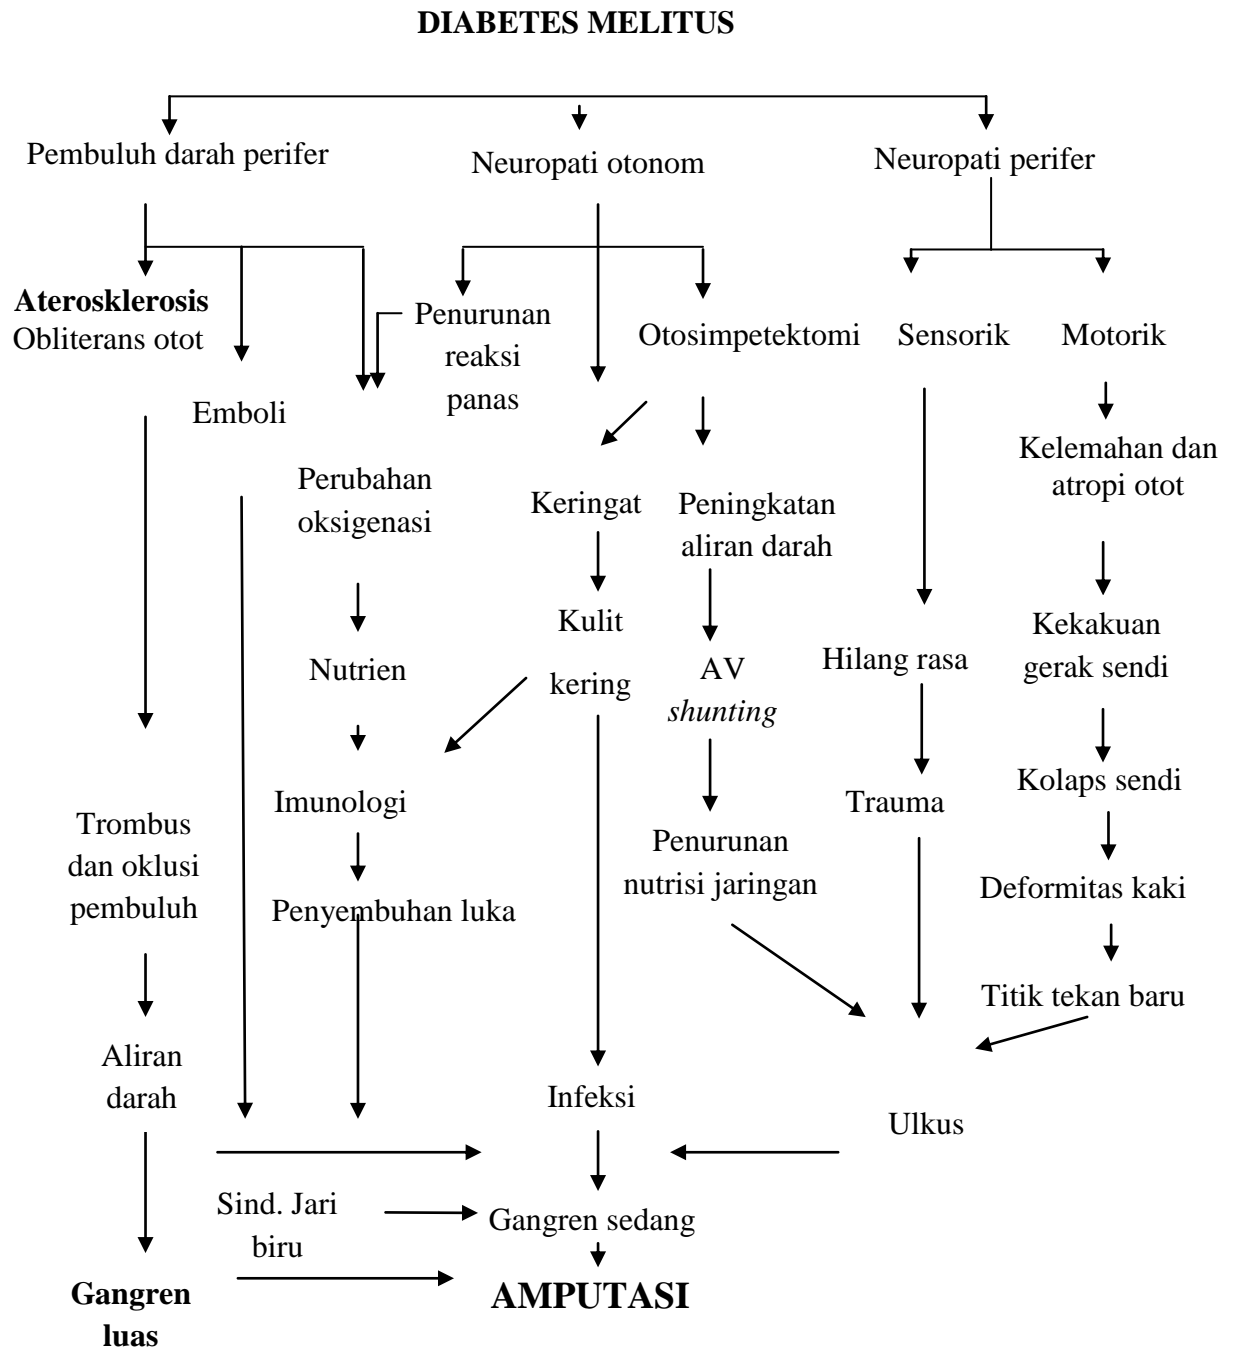 DIABETES MELITUS
Pembuluh darah perifer
Neuropati otonom
Neuropati perifer
Aterosklerosis
Obliterans otot
Emboli
Penurunan
reaksi
panas
Otosimpetektomi
Sensorik
Motorik
Perubahan
oksigenasi
Keringat
Peningkatan
aliran darah
Kelemahan dan
atropi otot
Nutrien
Kulit
kering
AV
shunting
Hilang rasa
Kekakuan
gerak sendi
Imunologi
Trauma
Kolaps sendi
Trombus
dan oklusi
pembuluh
Penyembuhan luka
Penurunan
nutrisi jaringan
Deformitas kaki
Titik tekan baru
Aliran
darah
Infeksi
Ulkus
Sind. Jari
biru
Gangren sedang
Gangren
luas
AMPUTASI